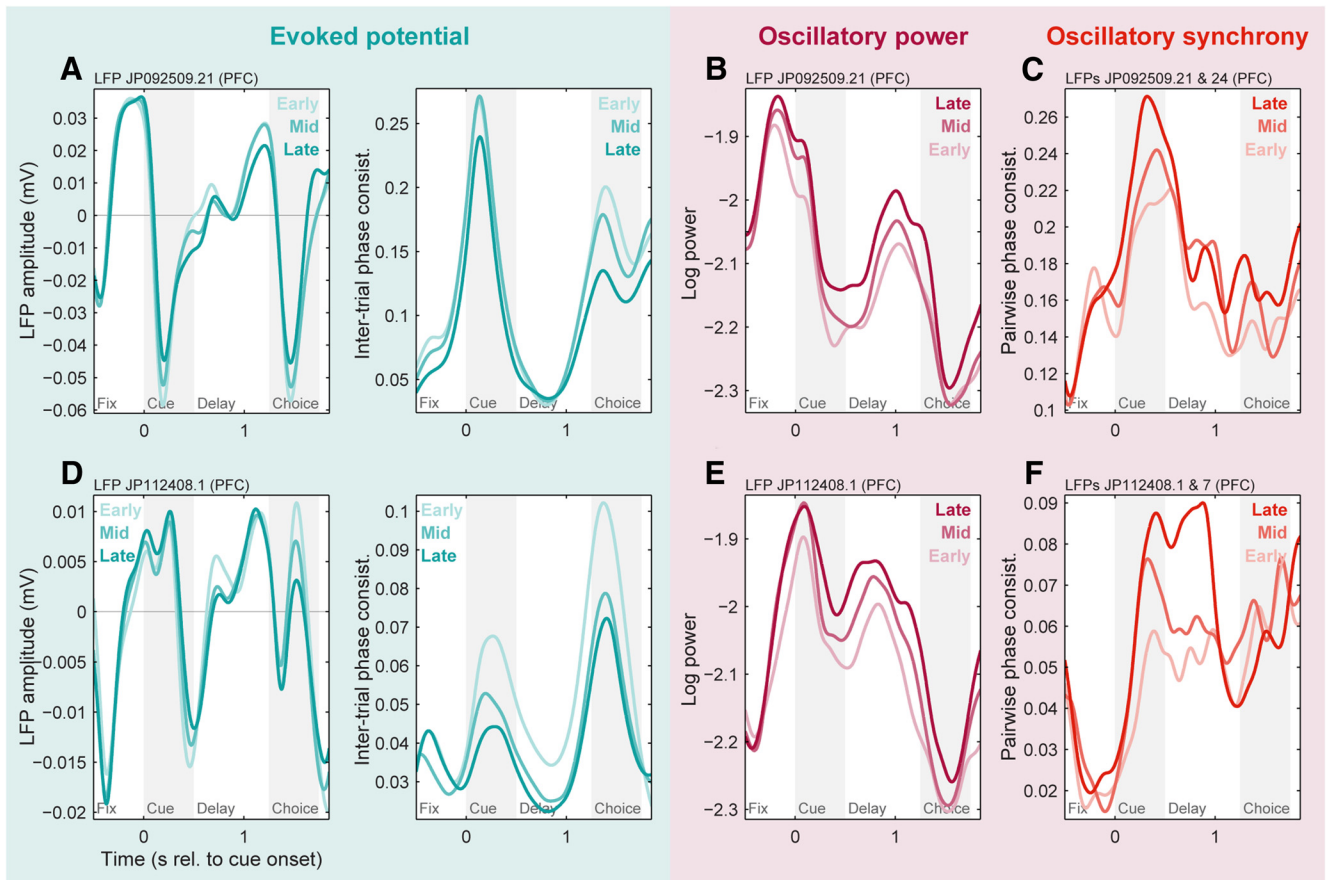 Evoked potential
Oscillatory power
Oscillatory synchrony
A
LFP JP092509.21 (PFC)
Early
Mid
Late
LFP amplitude (mV)
0.03
0.02
0.01
0
−0.01
−0.02
−0.03
−0.04
−0.05
−0.06
Fix
Cue
Delay
Choice
0
1
Inter-trial phase consist.
0.25
0.2
0.15
0.1
0.05
Early
Mid
Late
Fix
Cue
Delay
Choice
0
1
B
LFP JP092509.21 (PFC)
Late
Mid
Early
Log power
−1.9
−2
−2.1
−2.2
−2.3
Fix
Cue
Delay
Choice
0
1
C
LFPs JP092509.21 & 24 (PFC)
Late
Mid
Early
Pairwise phase consist.
0.26
0.24
0.22
0.2
0.18
0.16
0.14
0.12
0.1
Fix
Cue
Delay
Choice
0
1
D
LFP JP112408.1 (PFC)
Early
Mid
Late
LFP amplitude (mV)
0.01
0.005
0
−0.005
−0.01
−0.015
−0.02
Fix
Cue
Delay
Choice
0
1
Time (s rel. to cue onset)
Inter-trial phase consist.
0.1
0.09
0.08
0.07
0.06
0.05
0.04
0.03
Early
Mid
Late
Fix
Cue
Delay
Choice
0
1
E
LFP JP112408.1 (PFC)
Late
Mid
Early
Log power
−1.9
−2
−2.1
−2.2
−2.3
Fix
Cue
Delay
Choice
0
1
F
LFPs JP112408.1 & 7 (PFC)
Late
Mid
Early
Pairwise phase consist.
0.09
0.08
0.07
0.06
0.05
0.04
0.03
0.02
Fix
Cue
Delay
Choice
0
1